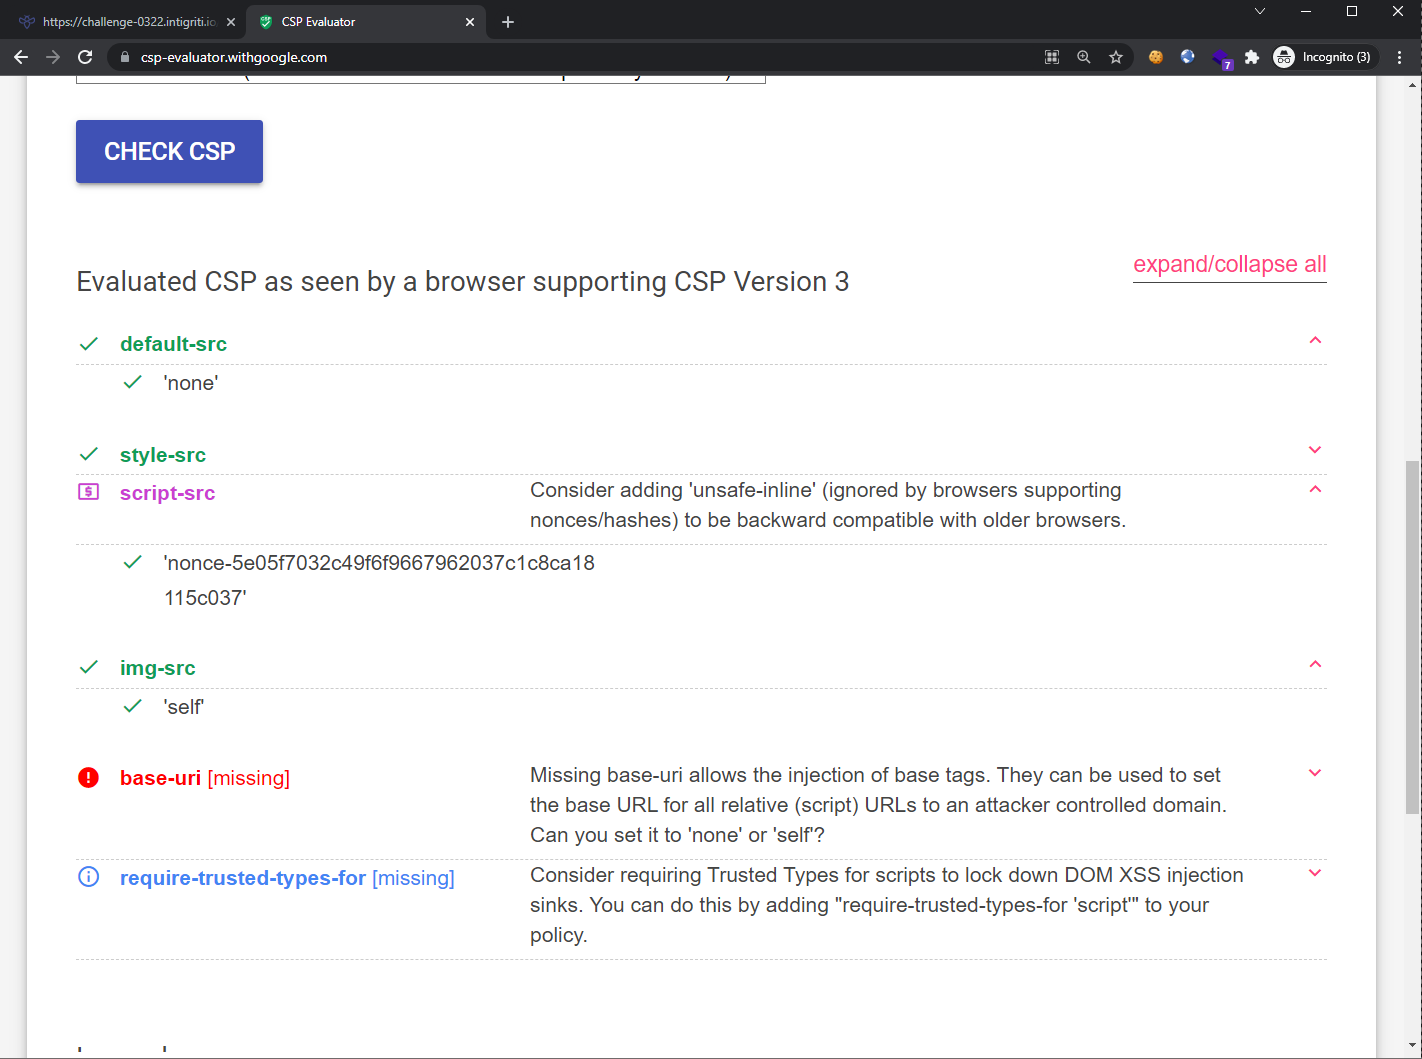 https://challenge-0322.intigriti.io
CSP Evaluator
csp-evaluator.withgoogle.com
7
Incognito (3)
CHECK CSP
expand/collapse all
Evaluated CSP as seen by a browser supporting CSP Version 3
default-src
'none'
style-src
script-src
Consider adding 'unsafe-inline' (ignored by browsers supporting
nonces/hashes) to be backward compatible with older browsers.
'nonce-5e05f7032c49f6f9667962037c1c8ca18
115c037'
img-src
'self'
base-uri [missing]
Missing base-uri allows the injection of base tags. They can be used to set
the base URL for all relative (script) URLs to an attacker controlled domain.
Can you set it to 'none' or 'self'?
require-trusted-types-for [missing]
Consider requiring Trusted Types for scripts to lock down DOM XSS injection
sinks. You can do this by adding "require-trusted-types-for 'script'" to your
policy.